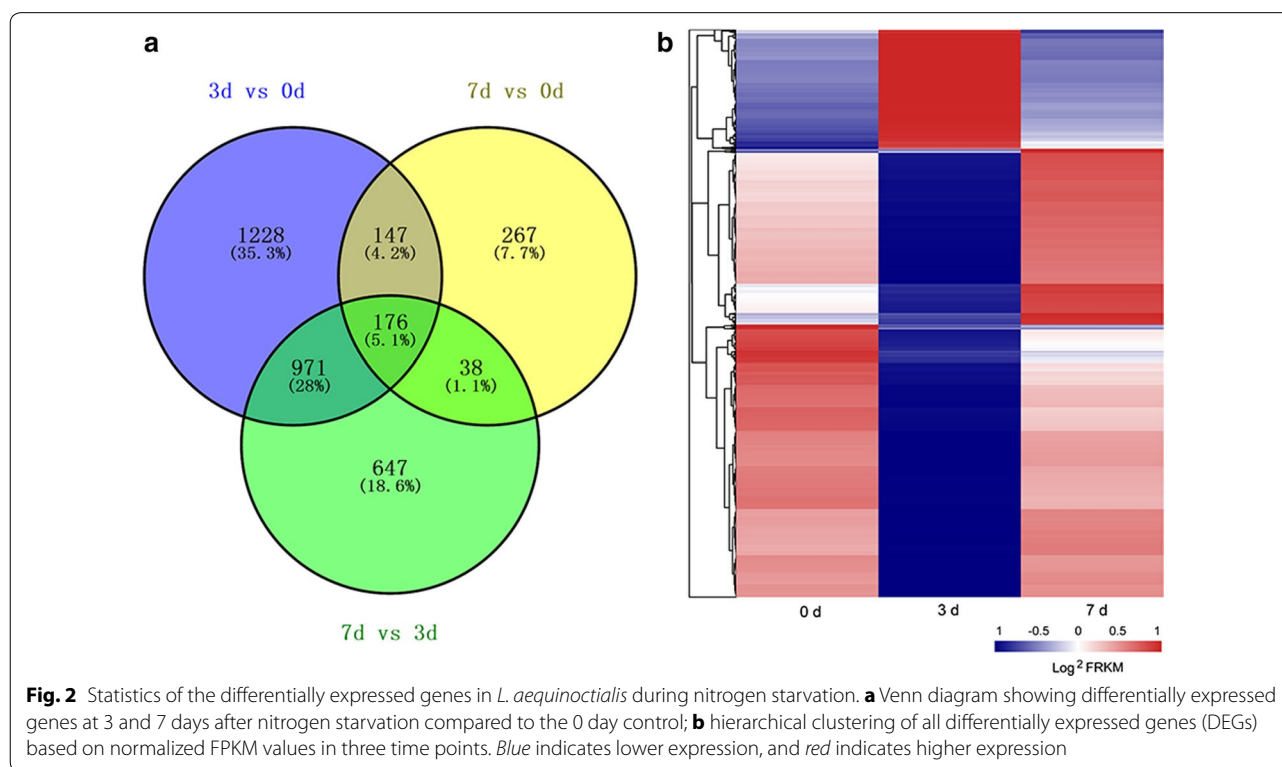 a
3d vs 0d
7d vs 0d
1228
(35.3%)
147
(4.2%)
267
(7.7%)
176
(5.1%)
971
(28%)
38
(1.1%)
647
(18.6%)
7d vs 3d
b
0 d 3 d 7 d
1 -0.5 0 0.5 1
Log² FRKM
Fig. 2 Statistics of the differentially expressed genes in L. aequinoctialis during nitrogen starvation. a Venn diagram showing differentially expressed
genes at 3 and 7 days after nitrogen starvation compared to the 0 day control; b hierarchical clustering of all differentially expressed genes (DEGs)
based on normalized FPKM values in three time points. Blue indicates lower expression, and red indicates higher expression